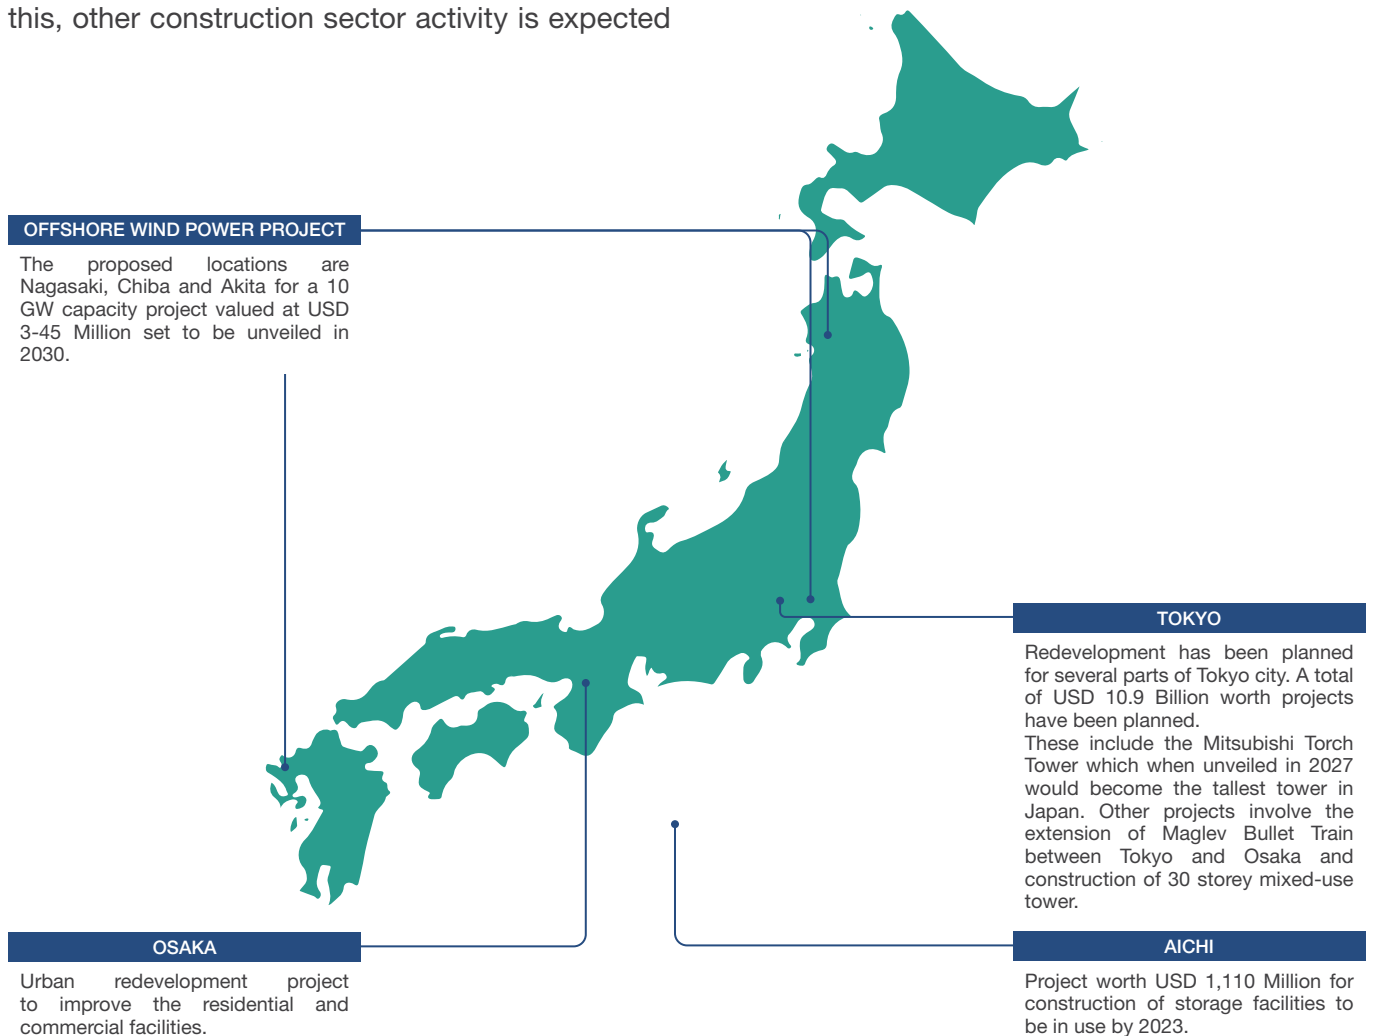 this, other construction sector activity is expected
OFFSHORE WIND POWER PROJECT
The proposed locations are
Nagasaki, Chiba and Akita for a 10
GW capacity project valued at USD
3-45 Million set to be unveiled in
2030.
TOKYO
Redevelopment has been planned
for several parts of Tokyo city. A total
of USD 10.9 Billion worth projects
have been planned.
These include the Mitsubishi Torch
Tower which when unveiled in 2027
would become the tallest tower in
Japan. Other projects involve the
extension of Maglev Bullet Train
between Tokyo and Osaka and
construction of 30 storey mixed-use
tower.
OSAKA
Urban redevelopment project
to improve the residential and
commercial facilities.
AICHI
Project worth USD 1,110 Million for
construction of storage facilities to
be in use by 2023.